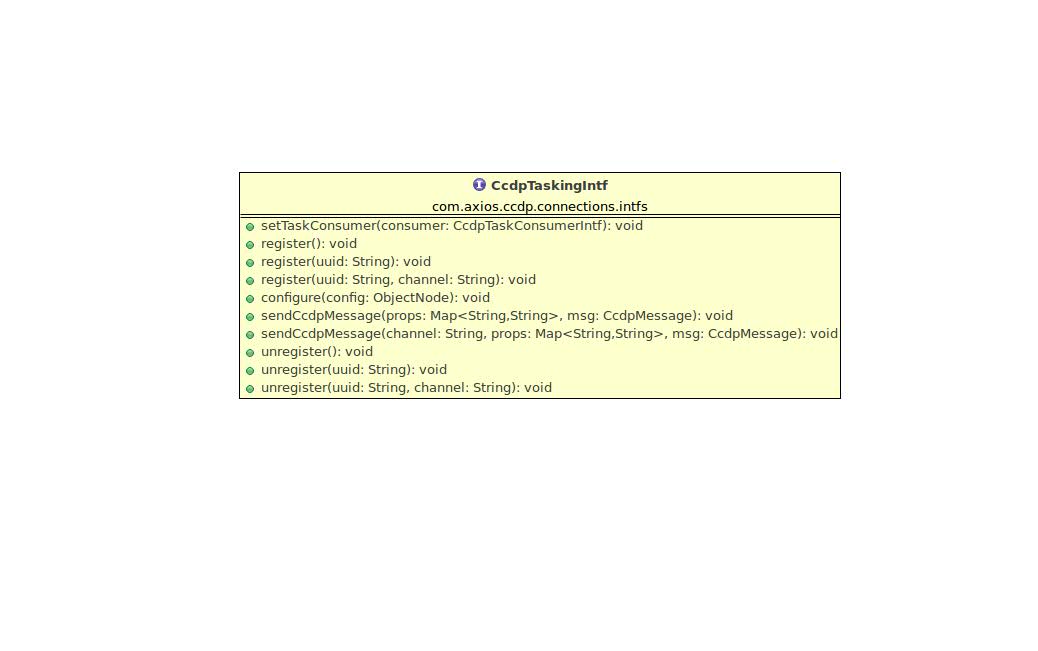 I CcdpTaskingIntf
com.axios.ccdp.connections.intfs
setTaskConsumer(consumer: CcdpTaskConsumerIntf): void
register(): void
register(uuid: String): void
register(uuid: String, channel: String): void
configure(config: ObjectNode): void
sendCcdpMessage(props: Map<String,String>, msg: CcdpMessage): void
sendCcdpMessage(channel: String, props: Map<String,String>, msg: CcdpMessage): void
unregister(): void
unregister(uuid: String): void
unregister(uuid: String, channel: String): void